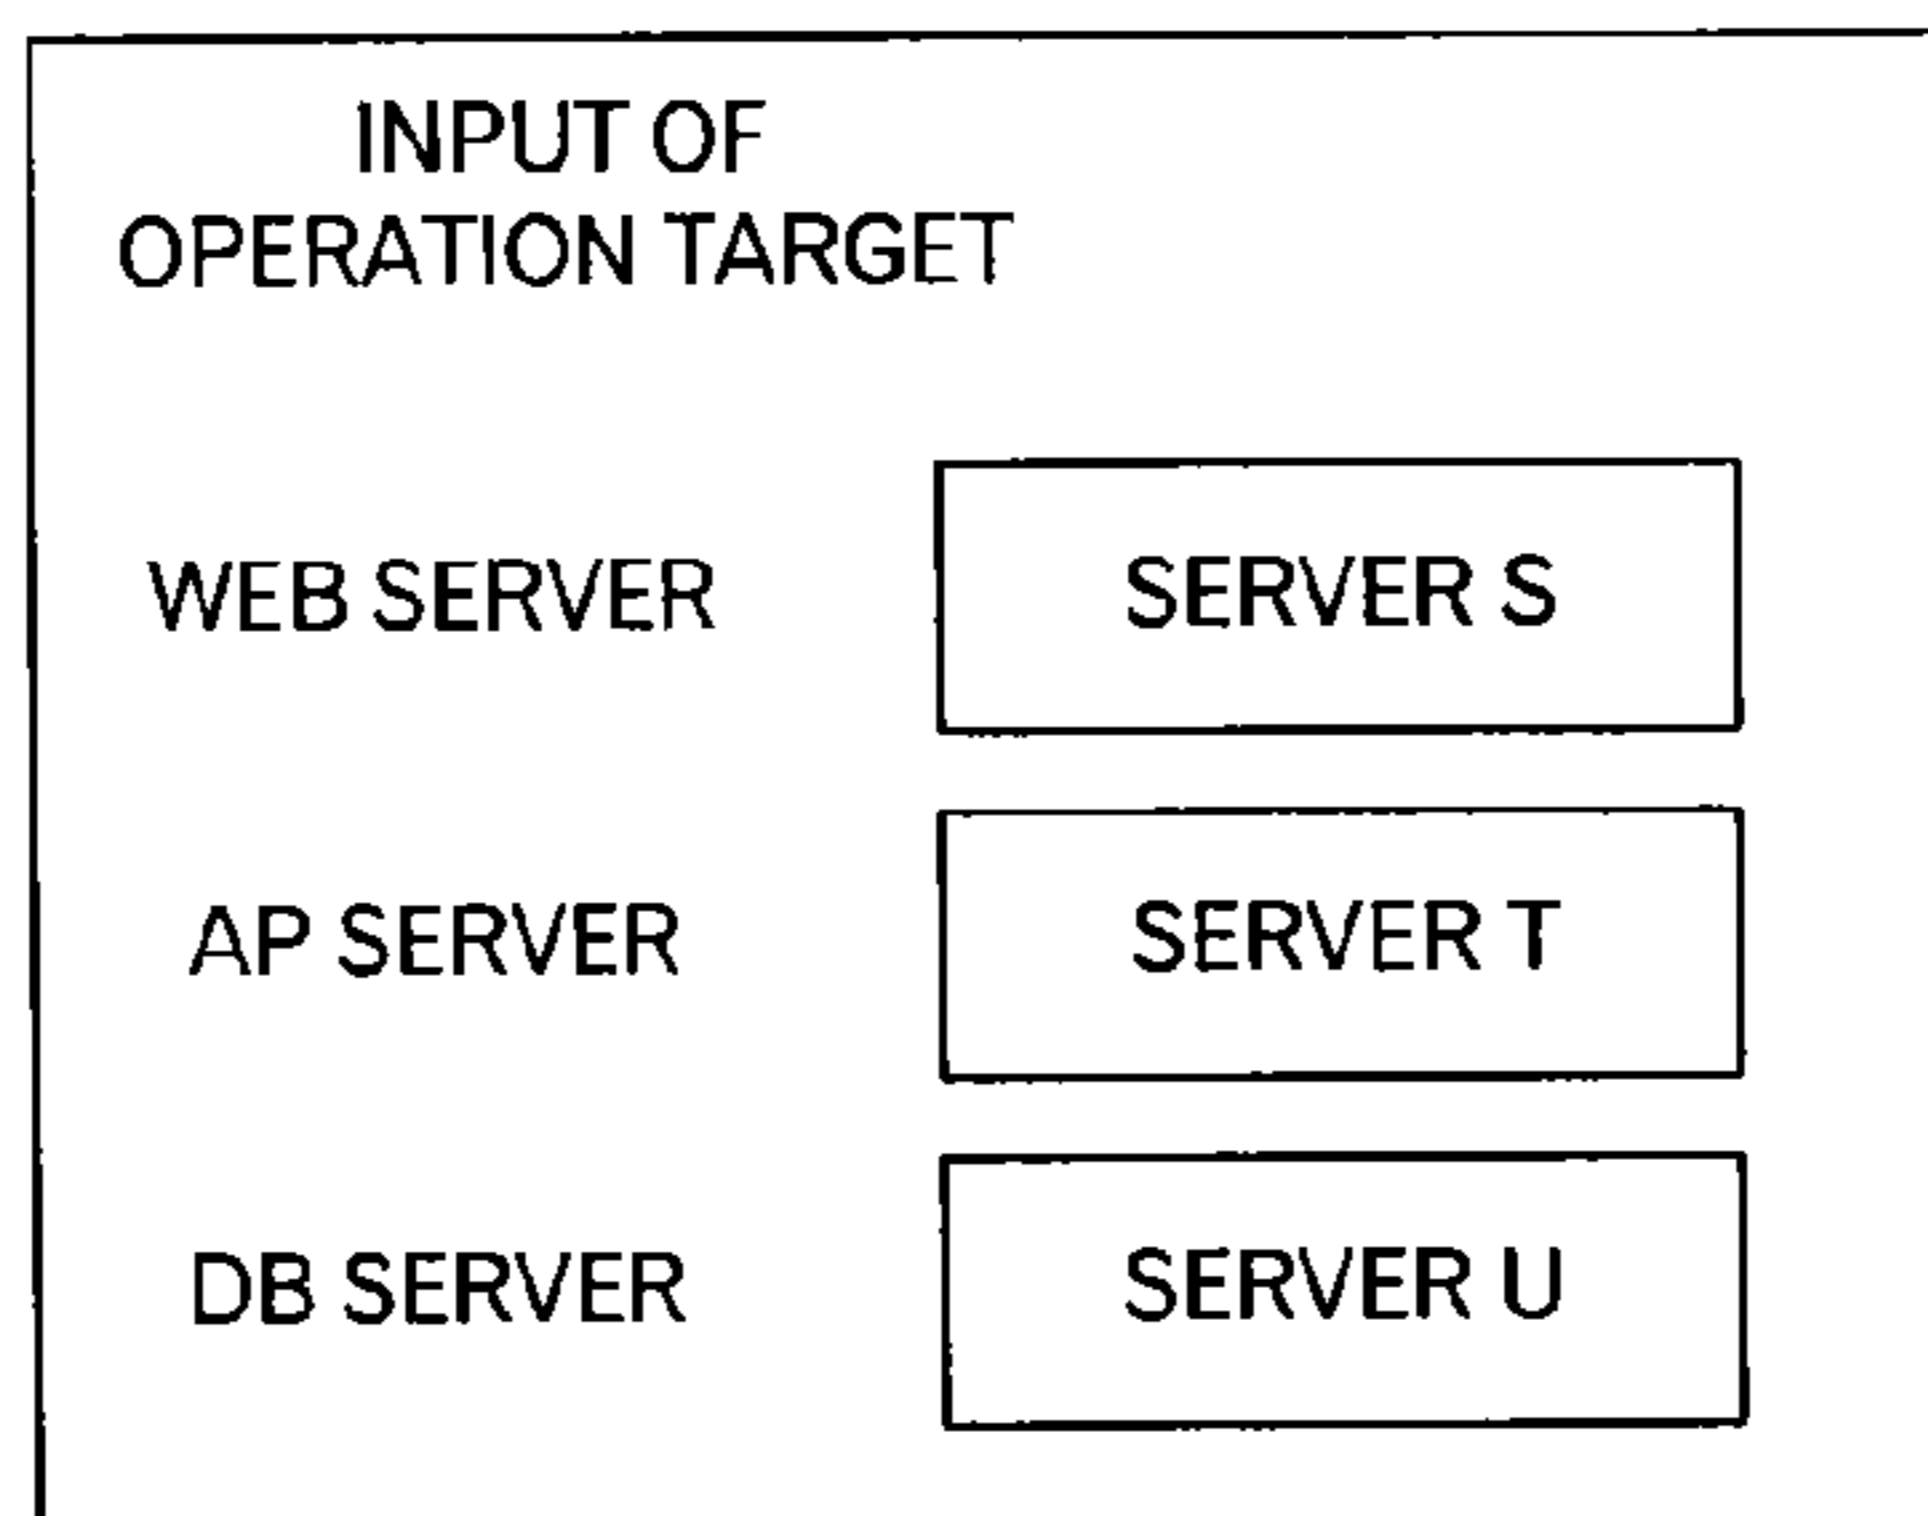 INPUT OF
OPERATION TARGET
WEB SERVER SERVER S
AP SERVER SERVER T
DB SERVER SERVER U